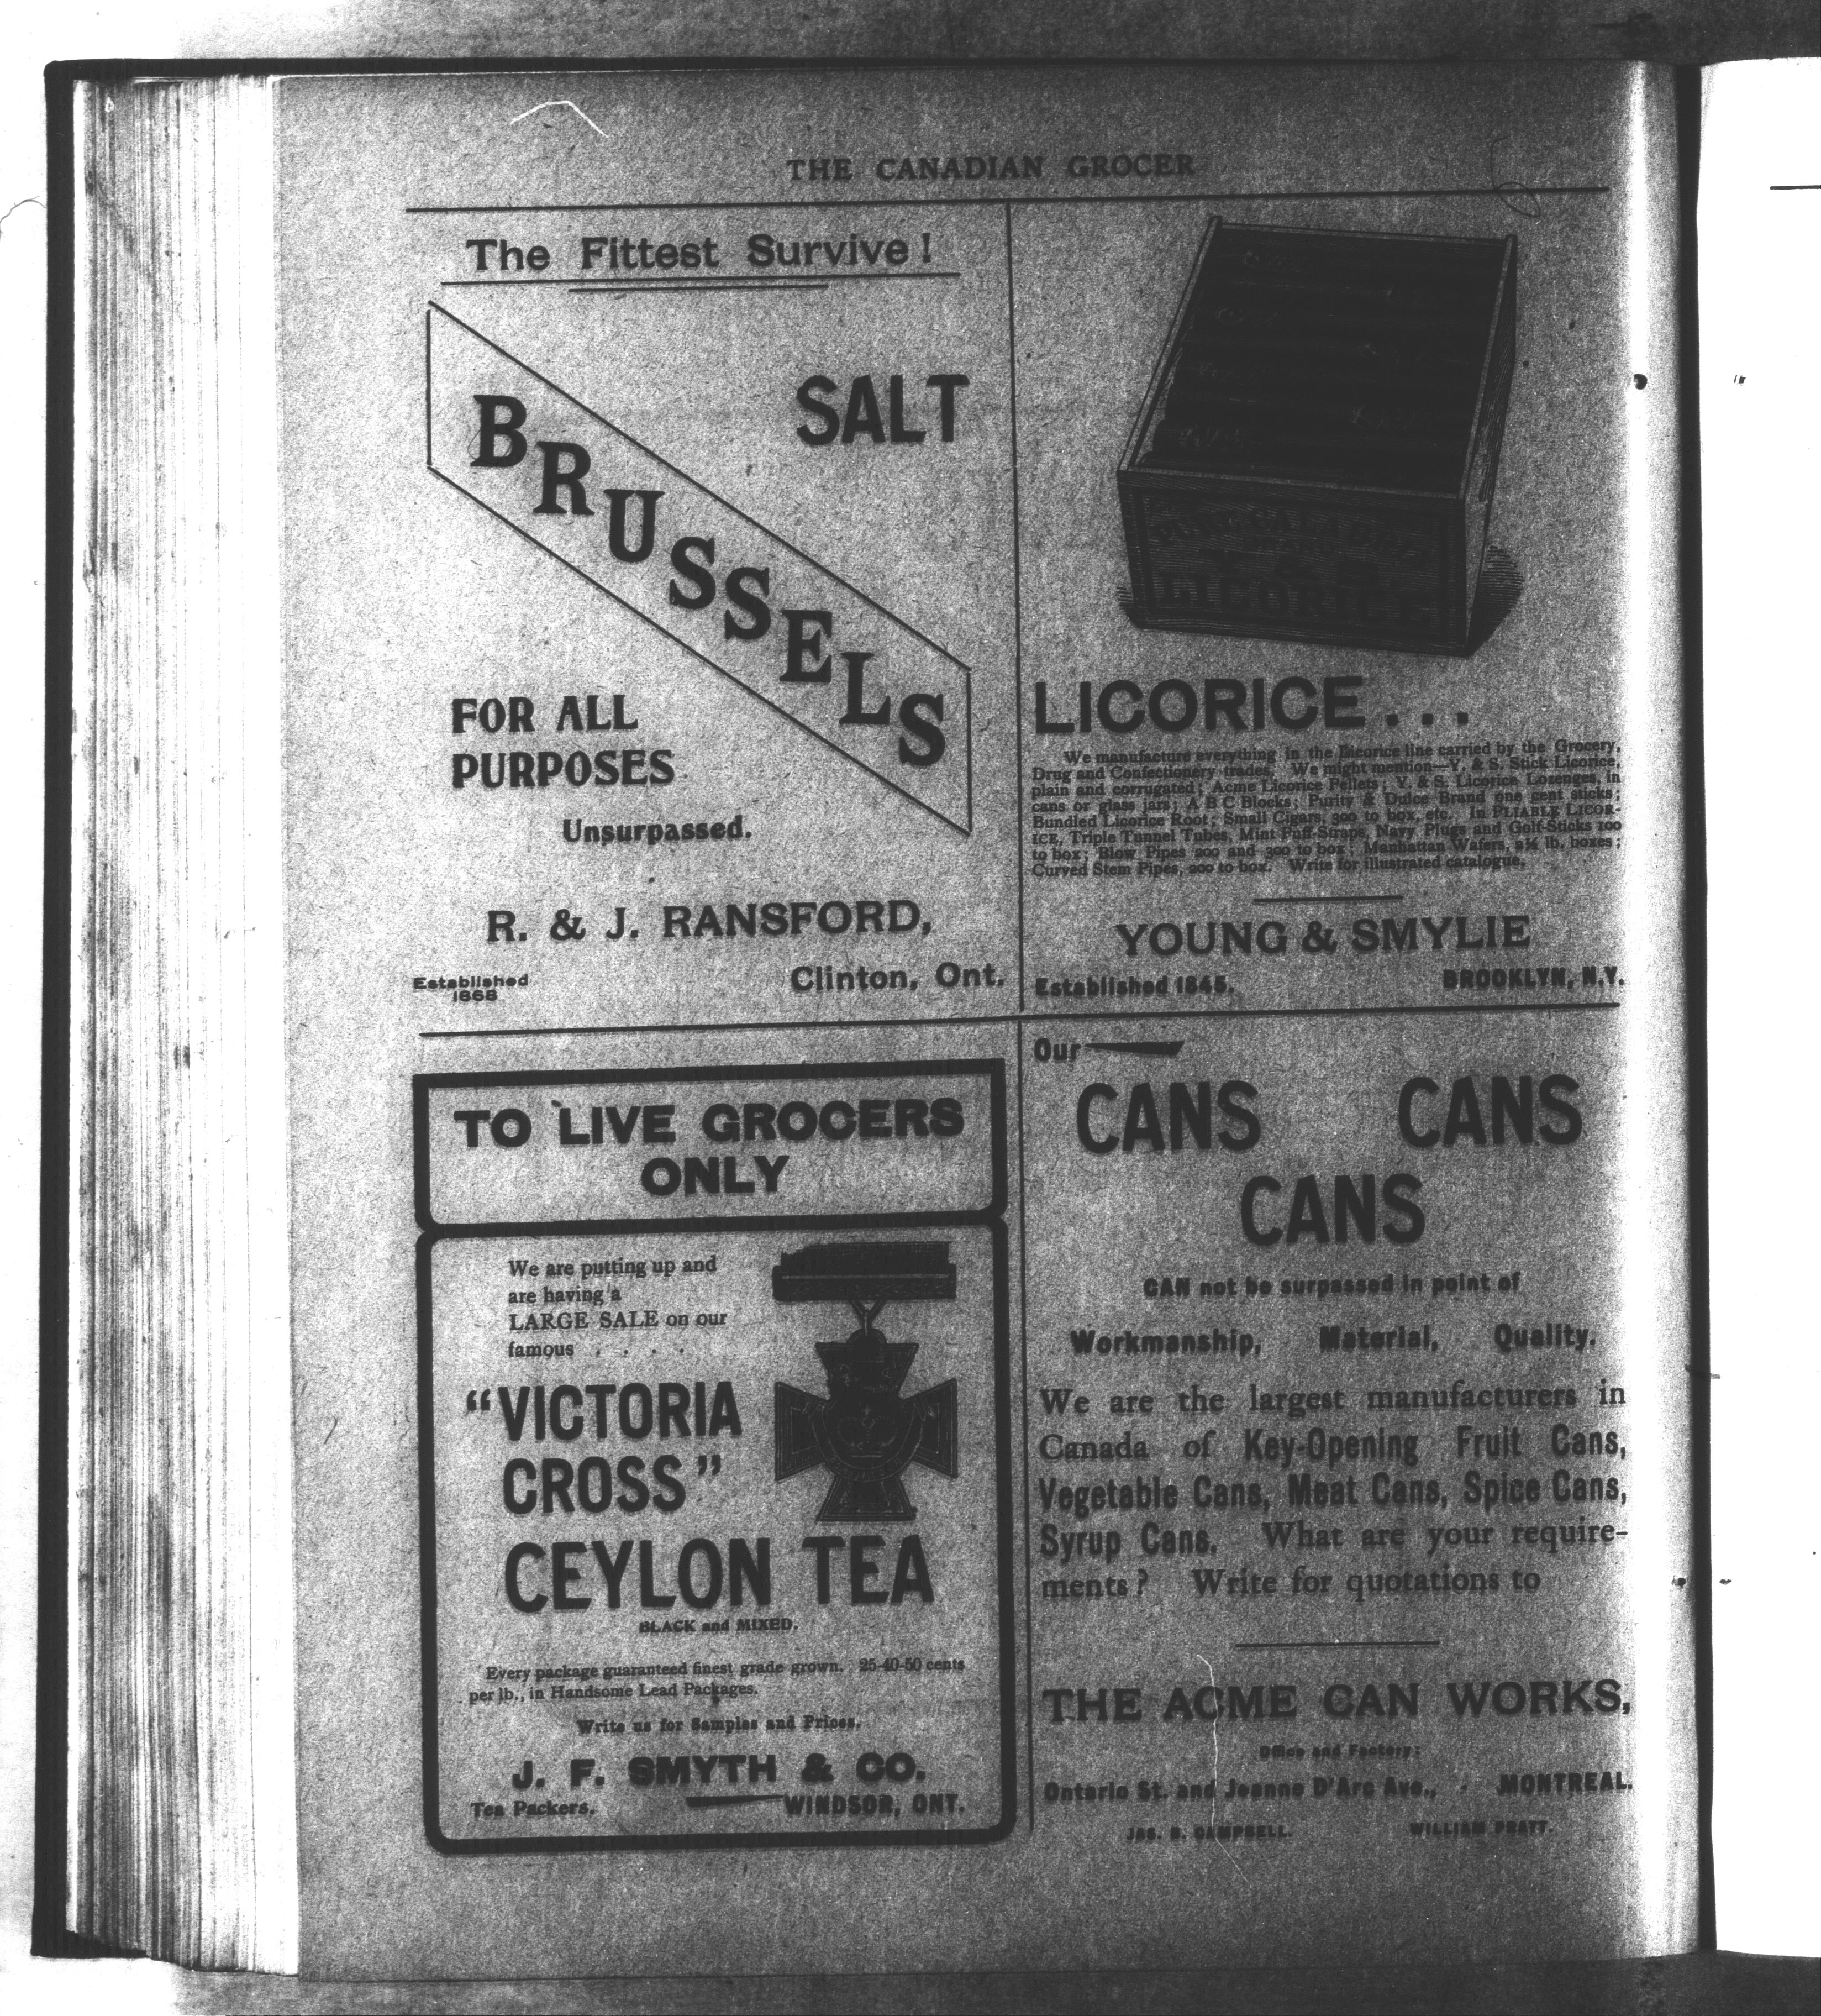 THE CANADIAN GROCER
The Fittest Survive!
SALT
BRUSSELS
FOR ALL
PURPOSES
Unsurpassed.
R. & J. RANSFORD,
Established
1868
Clinton, Ont.
LICORICE
LICORICE...
We manufacture everything in the licorice line carried by the Grocery,
Drug and Confectionery trades. We might mention—Y. & S. Stick Licorice,
plain and corrugated; Acme Licorice Pellets; Y. & S. Licorice Lozenges, in
cans or glass jars; A B C Blocks; Purity & Dulce Brand one cent sticks;
Bundled Licorice Root; Small Cigars, 300 to box, etc. In PLIABLE LICOR-
ICE, Triple Tunnel Tubes, Mint Puff-Straps, Navy Plugs and Golf-Sticks 100
to box; Blow Pipes 200 and 300 to box; Manhattan Wafers, 2½ lb. boxes;
Curved Stem Pipes, 200 to box. Write for illustrated catalogue.
YOUNG & SMYLIE
Established 1845.
BROOKLYN, N.Y.
TO LIVE GROCERS
ONLY
We are putting up and
are having a
LARGE SALE on our
famous . . . .
"VICTORIA
CROSS"
CEYLON TEA
BLACK and MIXED.
Every package guaranteed finest grade grown. 25-40-50 cents
per lb., in Handsome Lead Packages.
Write us for Samples and Prices.
J. F. SMYTH & CO.
Tea Packers.
WINDSOR, ONT.
Our
CANS CANS
CANS
CAN not be surpassed in point of
Workmanship, Material, Quality.
We are the largest manufacturers in
Canada of Key-Opening Fruit Cans,
Vegetable Cans, Meat Cans, Spice Cans,
Syrup Cans. What are your require-
ments? Write for quotations to
THE ACME CAN WORKS,
Office and Factory:
Ontario St. and Jeanne D'Arc Ave., - MONTREAL.
JAS. B. CAMPBELL. WILLIAM PRATT.